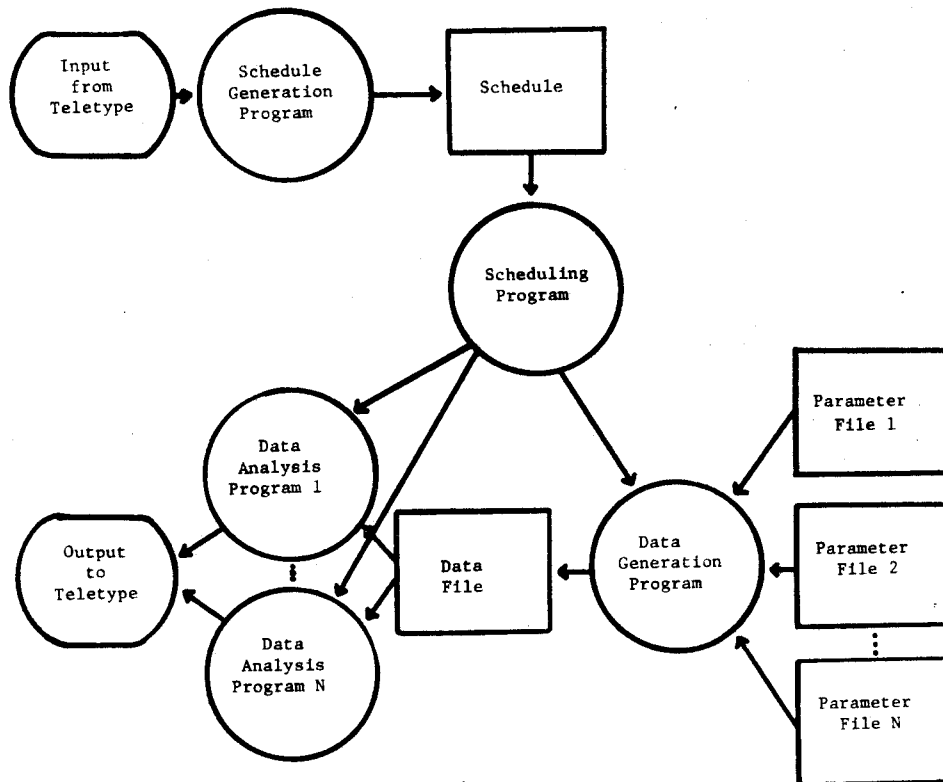 Input
from
Teletype
Schedule
Generation
Program
Schedule
Scheduling
Program
Parameter
File 1
Data
Analysis
Program 1
Parameter
File 2
Data
Generation
Program
Data
File
Output
to
Teletype
Data
Analysis
Program N
Parameter
File N